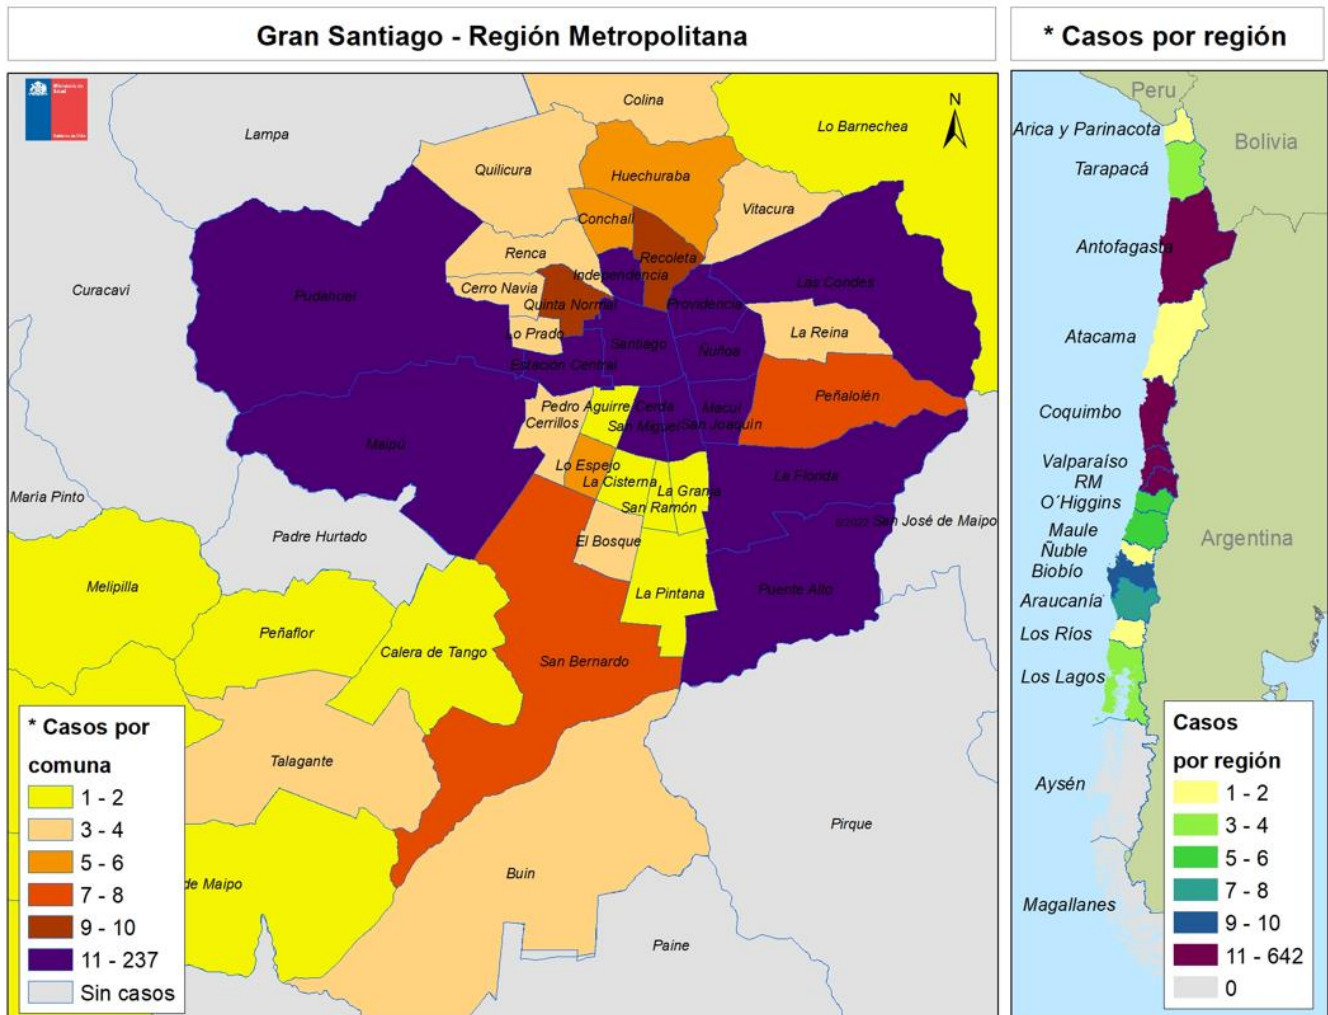 Gran Santiago - Región Metropolitana
Colina
N
Lampa
Lo Barnechea
Quilicura
Huechuraba
Conchalí
Vitacura
Renca
Recoleta
Independencia
Las Condes
Curacaví
Cerro Navia
Pudahuel
Quinta Normal
Providencia
Lo Prado
La Reina
Santiago
Ñuñoa
Estación Central
Peñalolén
Pedro Aguirre Cerda
Macul
Cerrillos
San Miguel
San Joaquín
Maipú
Lo Espejo
La Florida
La Cisterna
La Granja
María Pinto
San Ramón
San José de Maipo
Padre Hurtado
El Bosque
Melipilla
La Pintana
Puente Alto
Peñaflor
Calera de Tango
San Bernardo
Talagante
Pirque
Buin
de Maipo
Paine
* Casos por
comuna
1 - 2
3 - 4
5 - 6
7 - 8
9 - 10
11 - 237
Sin casos
* Casos por región
Peru
Arica y Parinacota
Bolivia
Tarapacá
Antofagasta
Atacama
Coquimbo
Valparaíso
RM
O´Higgins
Maule
Argentina
Ñuble
Biobío
Araucanía
Los Ríos
Los Lagos
Aysén
Magallanes
Casos
por región
1 - 2
3 - 4
5 - 6
7 - 8
9 - 10
11 - 642
0